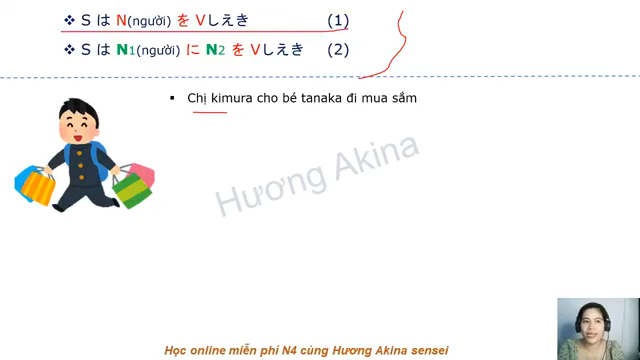 ❖ S は N(người) を Vしえき (1)
❖ S は N1(người) に N2 を Vしえき (2)
▪ Chị kimura cho bé tanaka đi mua sắm
Hương Akina
Học online miễn phí N4 cùng Hương Akina sensei